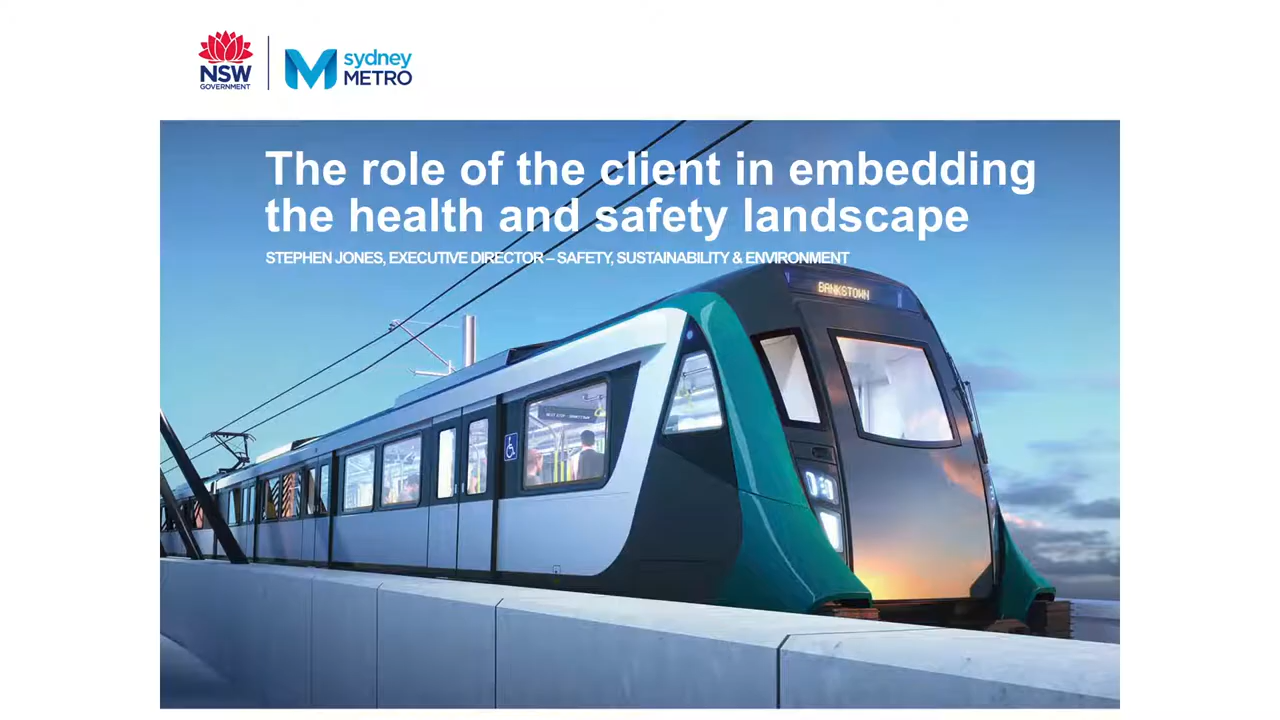 NSW
GOVERNMENT
sydney
METRO
The role of the client in embedding
the health and safety landscape
STEPHEN JONES, EXECUTIVE DIRECTOR – SAFETY, SUSTAINABILITY & ENVIRONMENT
BANKSTOWN